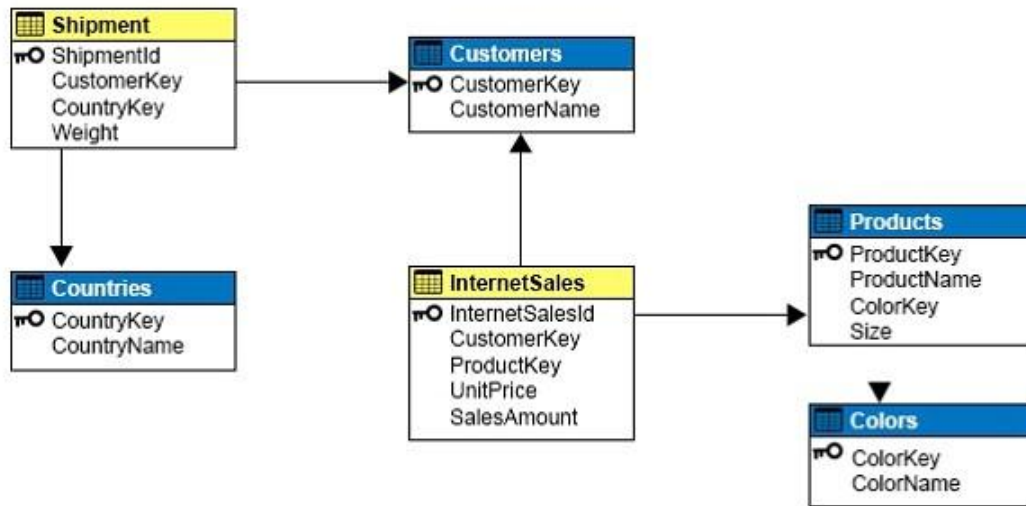 Shipment
ShipmentId
CustomerKey
CountryKey
Weight
Customers
CustomerKey
CustomerName
Countries
CountryKey
CountryName
InternetSales
InternetSalesId
CustomerKey
ProductKey
UnitPrice
SalesAmount
Products
ProductKey
ProductName
ColorKey
Size
Colors
ColorKey
ColorName